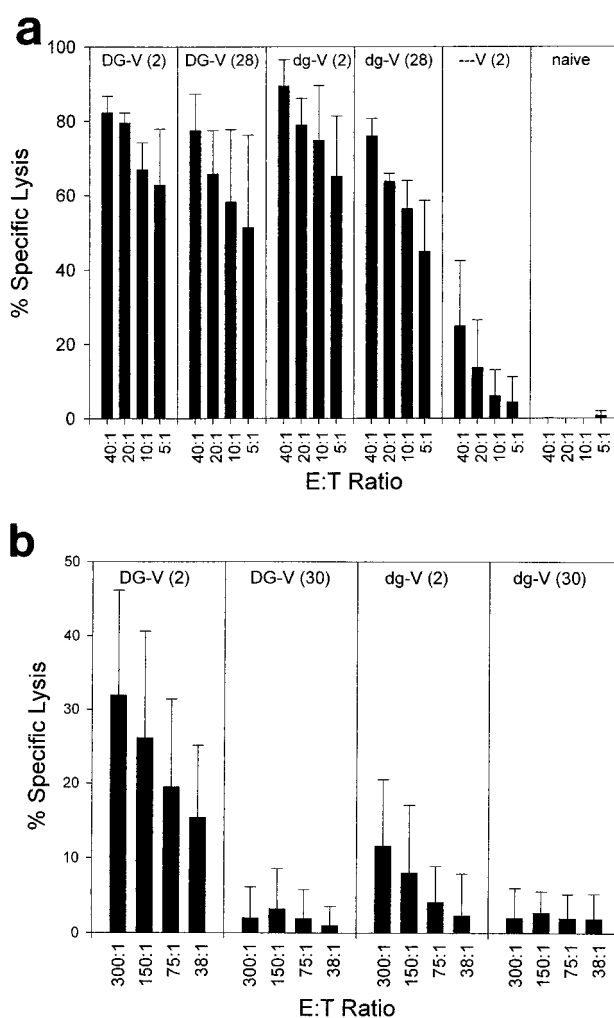 a
DG-V (2) DG-V (28) dg-V (2) dg-V (28) ---V (2) naive
100
80
60
40
20
0
% Specific Lysis
40:1 20:1 10:1 5:1 40:1 20:1 10:1 5:1 40:1 20:1 10:1 5:1 40:1 20:1 10:1 5:1 40:1 20:1 10:1 5:1 40:1 20:1 10:1 5:1
E:T Ratio
b
DG-V (2) DG-V (30) dg-V (2) dg-V (30)
50
40
30
20
10
0
% Specific Lysis
300:1 150:1 75:1 38:1 300:1 150:1 75:1 38:1 300:1 150:1 75:1 38:1 300:1 150:1 75:1 38:1
E:T Ratio